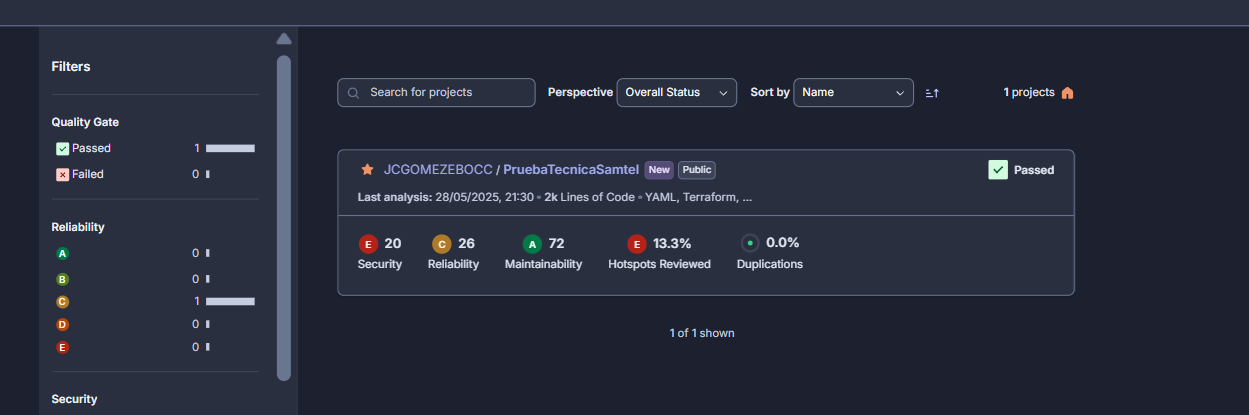 Filters
Quality Gate
Passed 1
Failed 0
Reliability
A 0
B 0
C 1
D 0
E 0
Security
Search for projects Perspective Overall Status Sort by Name 1 projects
JCGOMEZEBOCC / PruebaTecnicaSamtel New Public Passed
Last analysis: 28/05/2025, 21:30 • 2k Lines of Code • YAML, Terraform, ...
E 20 C 26 A 72 E 13.3% 0.0%
Security Reliability Maintainability Hotspots Reviewed Duplications
1 of 1 shown